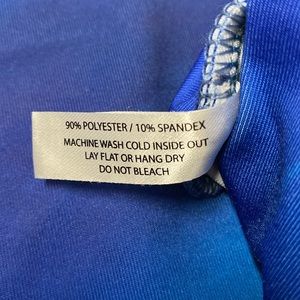 90% POLYESTER / 10% SPANDEX
MACHINE WASH COLD INSIDE OUT
LAY FLAT OR HANG DRY
DO NOT BLEACH